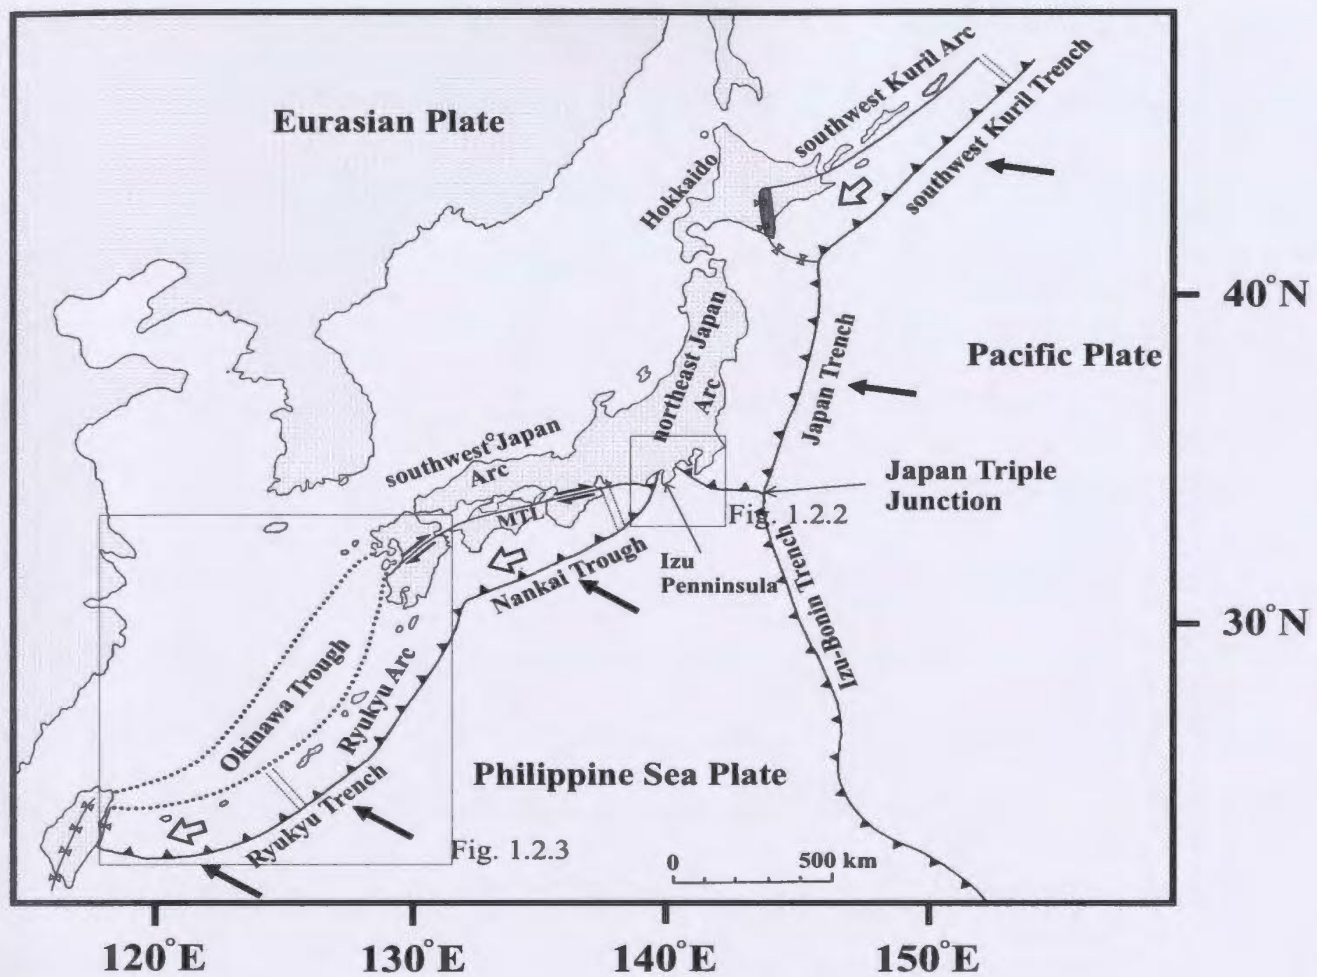 Eurasian Plate
southwest Kuril Arc
southwest Kuril Trench
Hokkaido
40°N
northeast Japan
Arc
Japan Trench
Pacific Plate
southwest Japan
Arc
Japan Triple
Junction
MTL
Fig. 1.2.2
Nankai Trough
Izu
Penninsula
Izu-Bonin Trench
30°N
Okinawa Trough
Ryukyu Arc
Ryukyu Trench
Philippine Sea Plate
Fig. 1.2.3
0 500 km
120°E 130°E 140°E 150°E